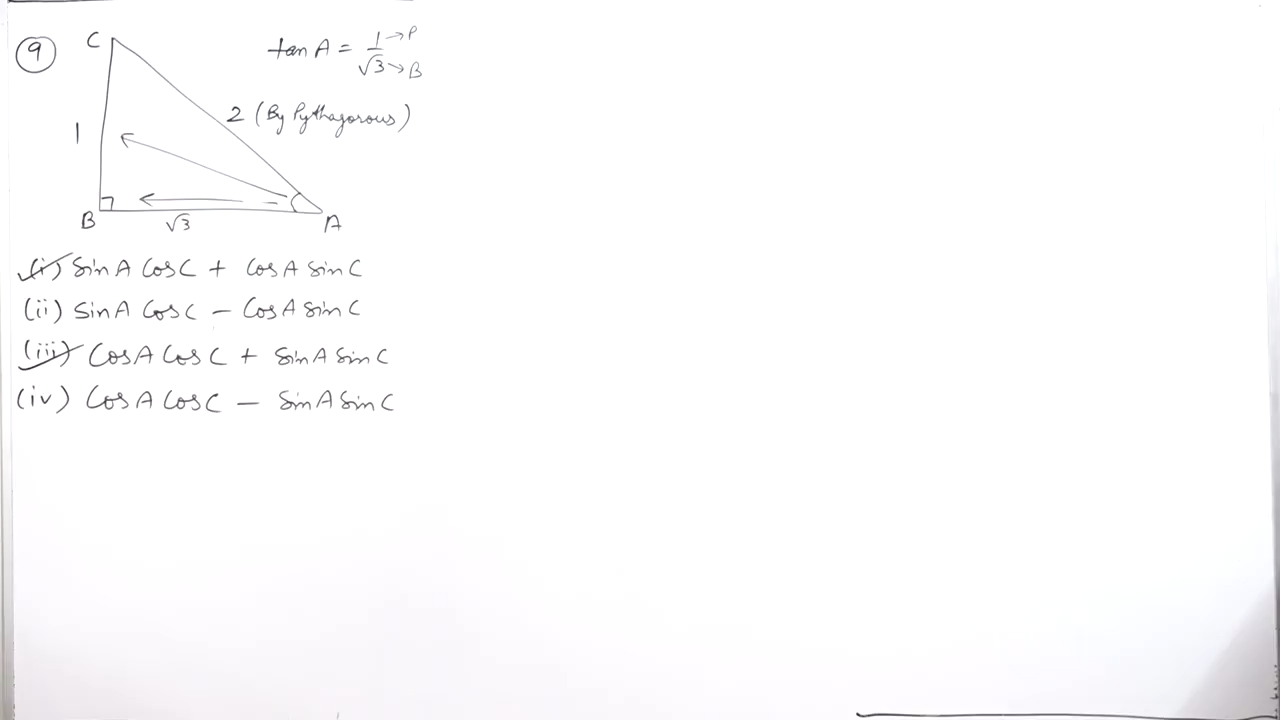 9
C
tan A = 1/√3 → P → B
2 (By Pythagorous)
1
B
√3
A
(i) Sin A Cos C + Cos A Sin C
(ii) Sin A Cos C - Cos A Sin C
(iii) Cos A Cos C + Sin A Sin C
(iv) Cos A Cos C - Sin A Sin C